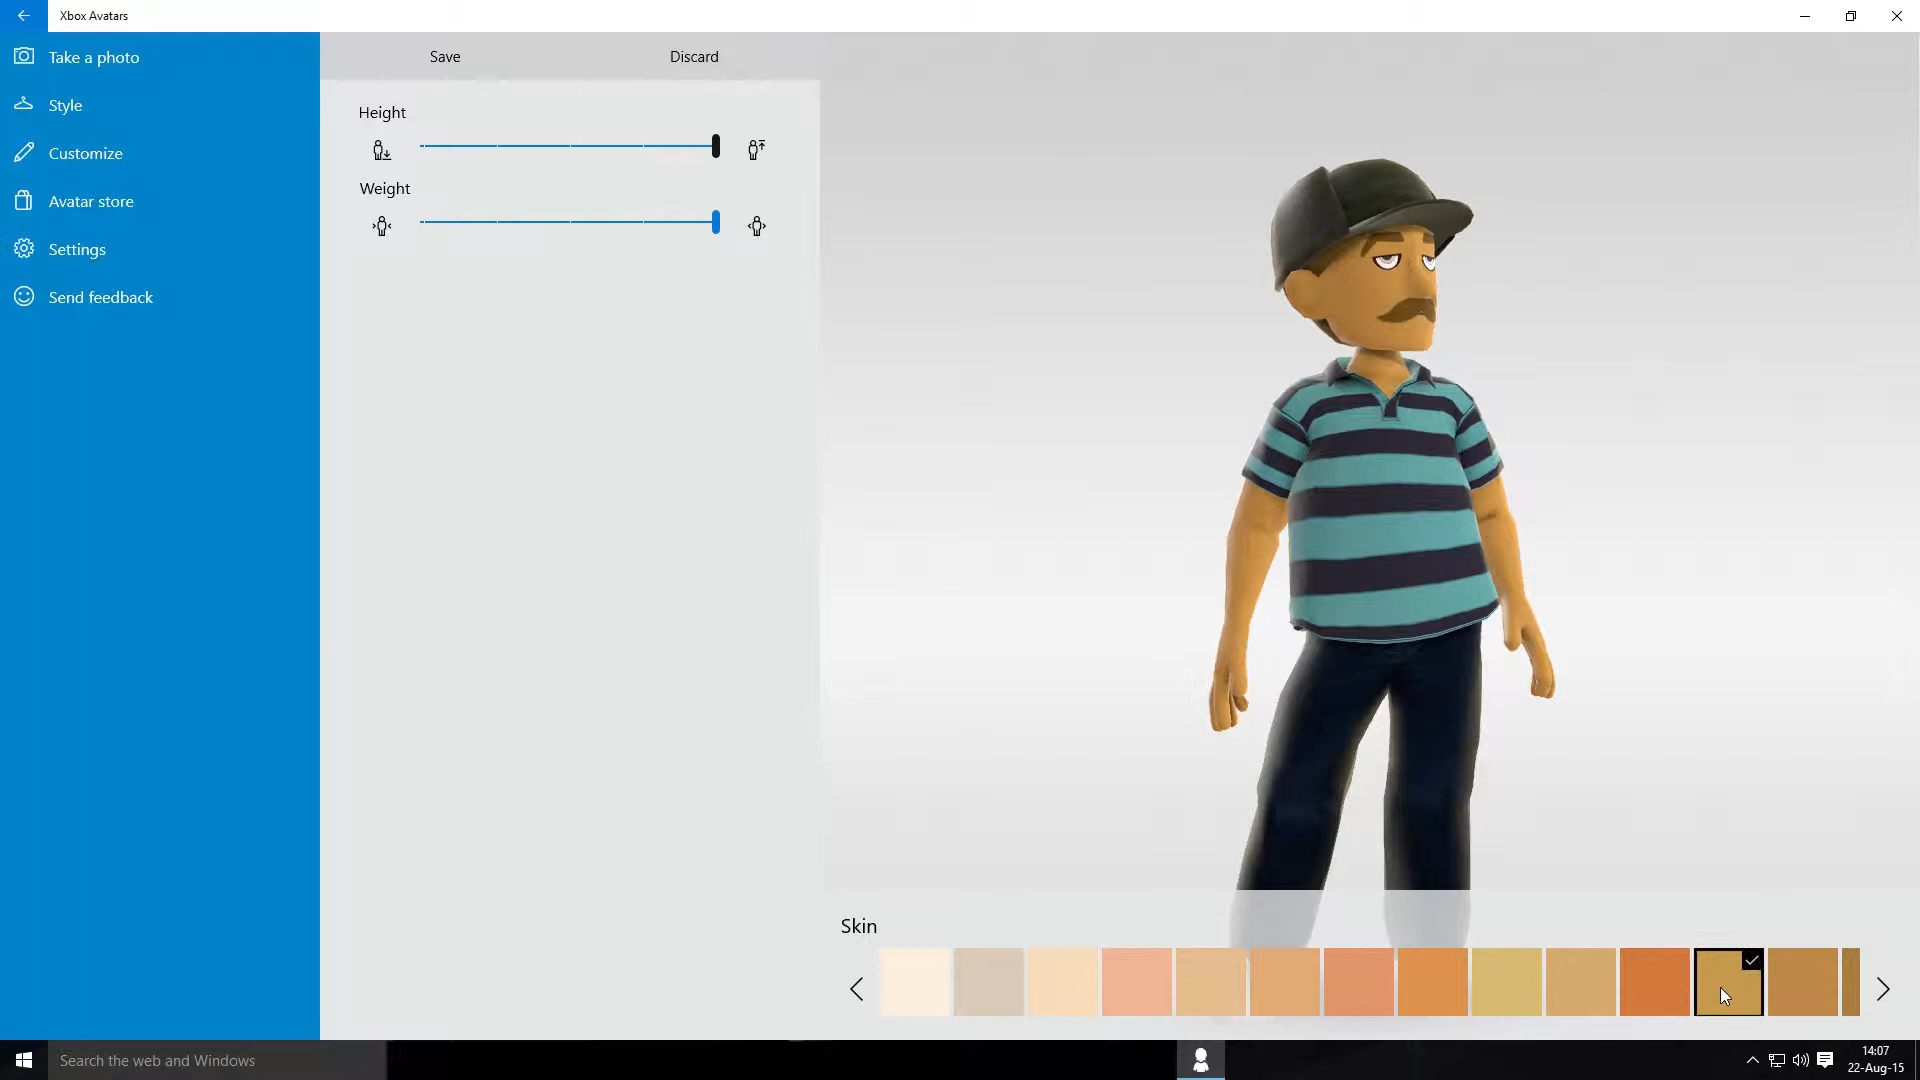 Xbox Avatars
Take a photo
Style
Customize
Avatar store
Settings
Send feedback
Save
Discard
Height
Weight
Skin
Search the web and Windows
14:07
22-Aug-15